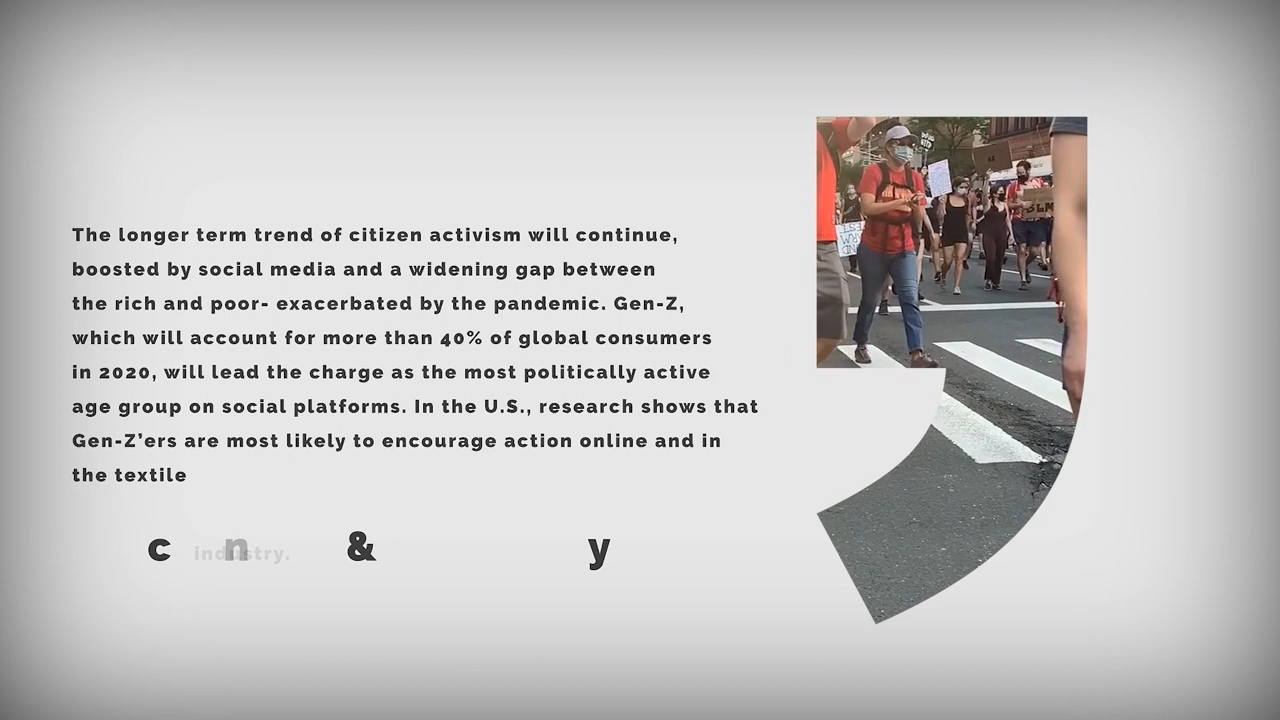 The longer term trend of citizen activism will continue,
boosted by social media and a widening gap between
the rich and poor- exacerbated by the pandemic. Gen-Z,
which will account for more than 40% of global consumers
in 2020, will lead the charge as the most politically active
age group on social platforms. In the U.S., research shows that
Gen-Z'ers are most likely to encourage action online and in
the textile
industry.
c n & y
BLM